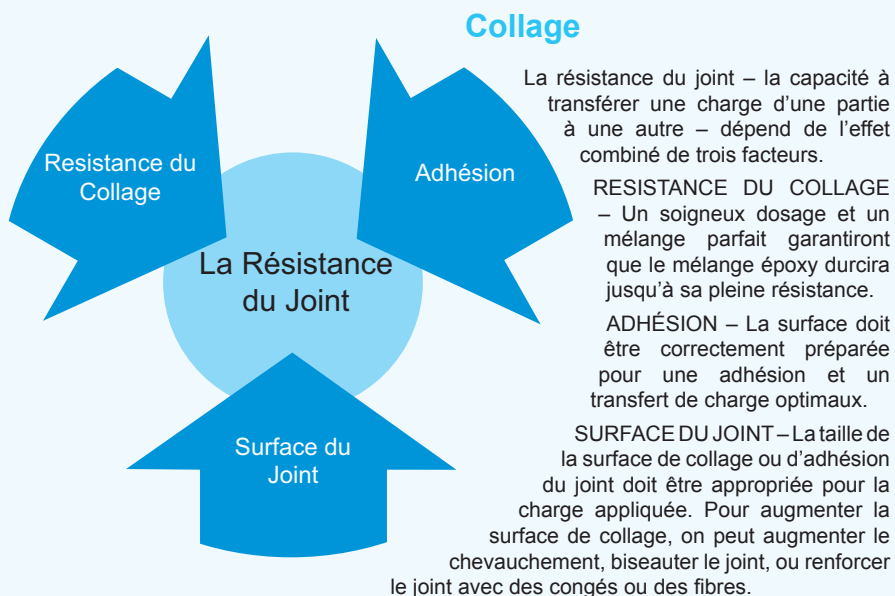 Collage
Resistance du
Collage
Adhésion
La Résistance
du Joint
Surface du
Joint
La résistance du joint – la capacité à
transférer une charge d’une partie
à une autre – dépend de l’effet
combiné de trois facteurs.
RESISTANCE DU COLLAGE
– Un soigneux dosage et un
mélange parfait garantiront
que le mélange époxy durcira
jusqu’à sa pleine résistance.
ADHÉSION – La surface doit
être correctement préparée
pour une adhésion et un
transfert de charge optimaux.
SURFACE DU JOINT – La taille de
la surface de collage ou d’adhésion
du joint doit être appropriée pour la
charge appliquée. Pour augmenter la
surface de collage, on peut augmenter le
chevauchement, biseauter le joint, ou renforcer
le joint avec des congés ou des fibres.